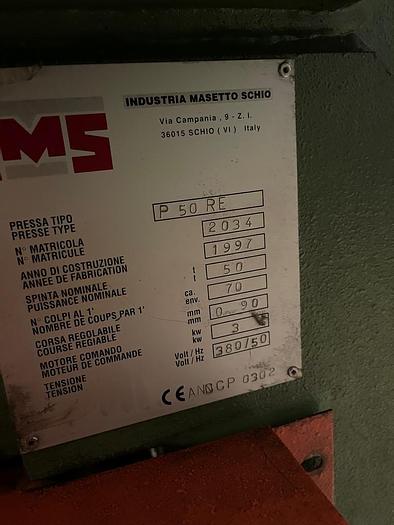 IMS
INDUSTRIA MASETTO SCHIO
Via Campania, 9 - Z. I.
36015 SCHIO (VI) Italy
PRESSA TIPO
PRESSE TYPE
P 50 RE
N° MATRICOLA
N° MATRICULE
2034
ANNO DI COSTRUZIONE
ANNEE DE FABRICATION
1997
SPINTA NOMINALE
PUISSANCE NOMINALE
t
t
50
N° COLPI AL 1'
NOMBRE DE COUPS PAR 1'
ca.
env.
70
CORSA REGOLABILE
COURSE REGIABLE
mm
mm
0 90
MOTORE COMANDO
MOTEUR DE COMMANDE
kw
kw
3
TENSIONE
TENSION
Volt / Hz
Volt / Hz
380/50
CE ANCCP 0302